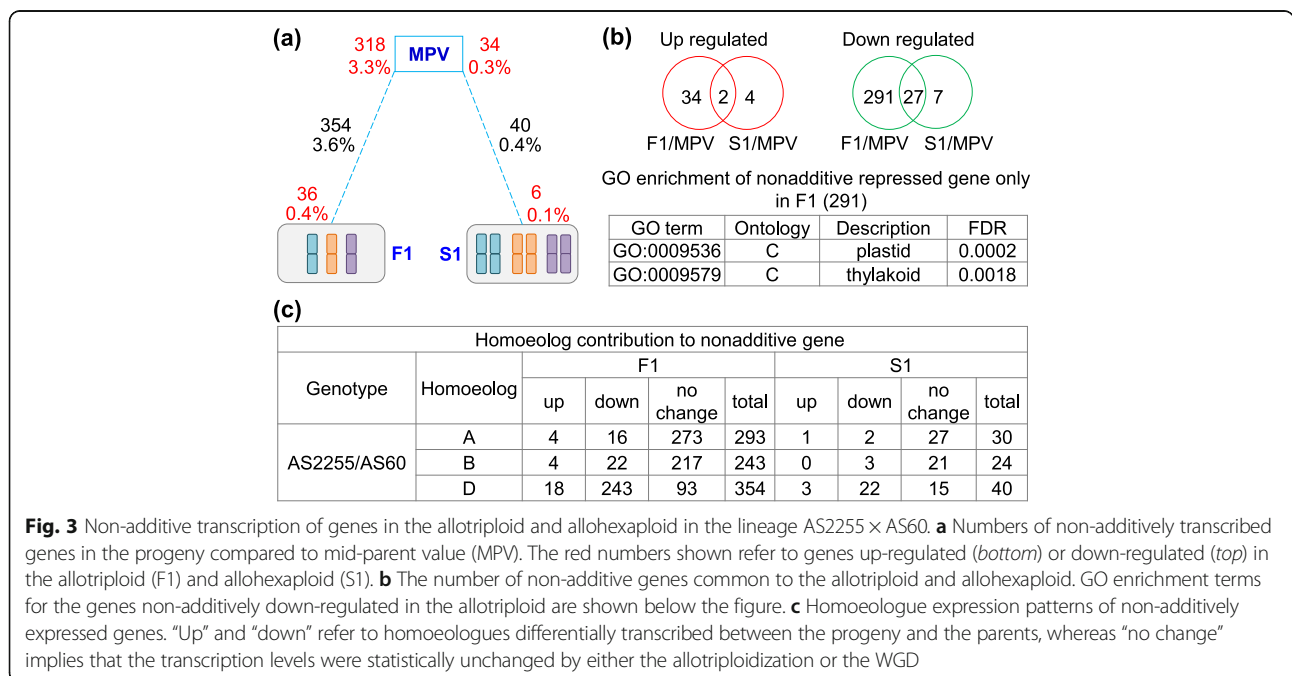 (a)
318
3.3%
MPV
34
0.3%
354
3.6%
40
0.4%
36
0.4%
F1
6
0.1%
S1
(b)
Up regulated
Down regulated
34 2 4
291 27 7
F1/MPV S1/MPV
F1/MPV S1/MPV
GO enrichment of nonadditive repressed gene only
in F1 (291)
GO term Ontology Description FDR
GO:0009536 C plastid 0.0002
GO:0009579 C thylakoid 0.0018
(c)
Homoeolog contribution to nonadditive gene
Genotype Homoeolog F1 S1
up down no change total up down no change total
AS2255/AS60
A 4 16 273 293 1 2 27 30
B 4 22 217 243 0 3 21 24
D 18 243 93 354 3 22 15 40
Fig. 3 Non-additive transcription of genes in the allotriploid and allohexaploid in the lineage AS2255 × AS60. a Numbers of non-additively transcribed
genes in the progeny compared to mid-parent value (MPV). The red numbers shown refer to genes up-regulated (bottom) or down-regulated (top) in
the allotriploid (F1) and allohexaploid (S1). b The number of non-additive genes common to the allotriploid and allohexaploid. GO enrichment terms
for the genes non-additively down-regulated in the allotriploid are shown below the figure. c Homoeologue expression patterns of non-additively
expressed genes. “Up” and “down” refer to homoeologues differentially transcribed between the progeny and the parents, whereas “no change”
implies that the transcription levels were statistically unchanged by either the allotriploidization or the WGD